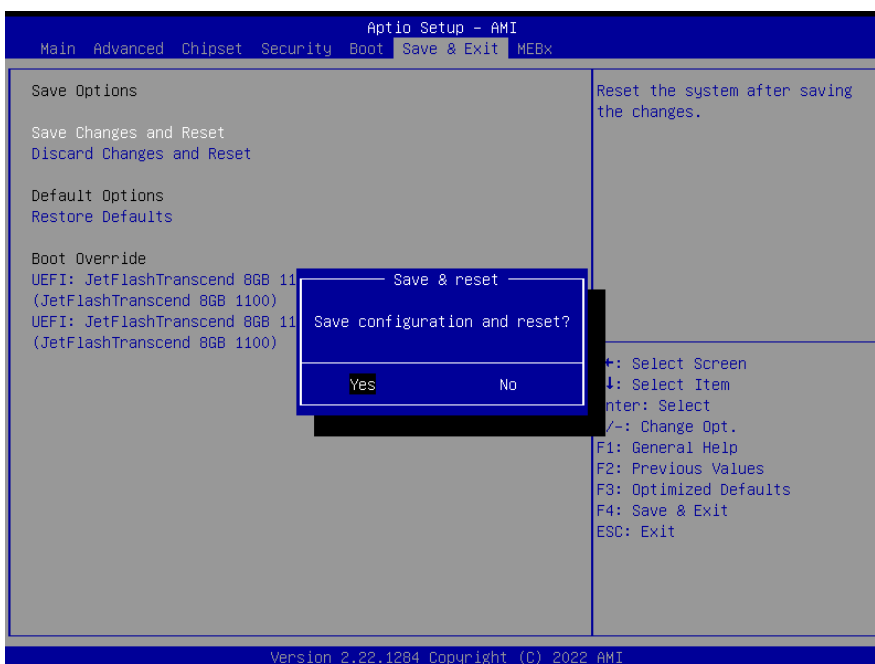 Aptio Setup – AMI
Main Advanced Chipset Security Boot Save & Exit MEBx
Save Options
Save Changes and Reset
Discard Changes and Reset
Default Options
Restore Defaults
Boot Override
UEFI: JetFlashTranscend 8GB 11
(JetFlashTranscend 8GB 1100)
UEFI: JetFlashTranscend 8GB 11
(JetFlashTranscend 8GB 1100)
Save & reset
Save configuration and reset?
Yes No
Reset the system after saving
the changes.
: Select Screen
: Select Item
nter: Select
/-: Change Opt.
F1: General Help
F2: Previous Values
F3: Optimized Defaults
F4: Save & Exit
ESC: Exit
Version 2.22.1284 Copyright (C) 2022 AMI